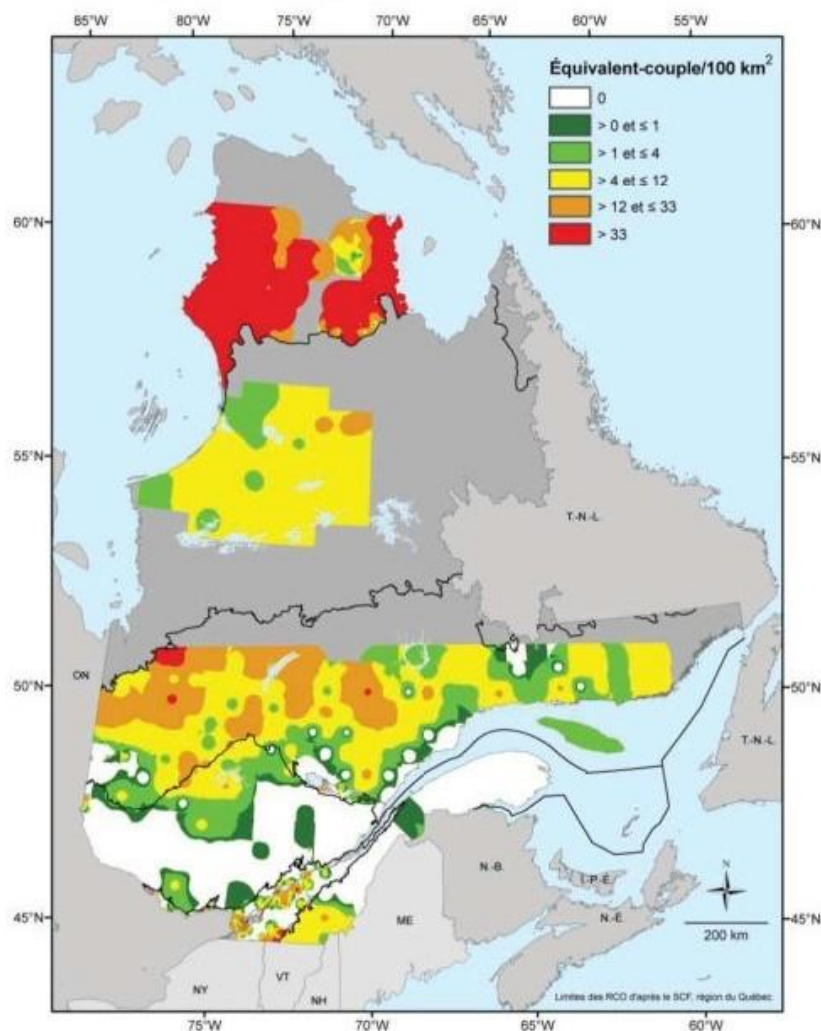 85°W 80°W 75°W 70°W 65°W 60°W 55°W
Équivalent-couple/100 km²
0
> 0 et ≤ 1
> 1 et ≤ 4
> 4 et ≤ 12
> 12 et ≤ 33
> 33
60°N 60°N
55°N 55°N
T.-N.-L.
ON
50°N 50°N
T.-N.-L.
N.-B.
Î.-P.-É.
N
45°N ME N.-É. 45°N
200 km
NY VT
NH
Limites des RCO d'après le SCF, région du Québec
75°W 70°W 65°W 60°W